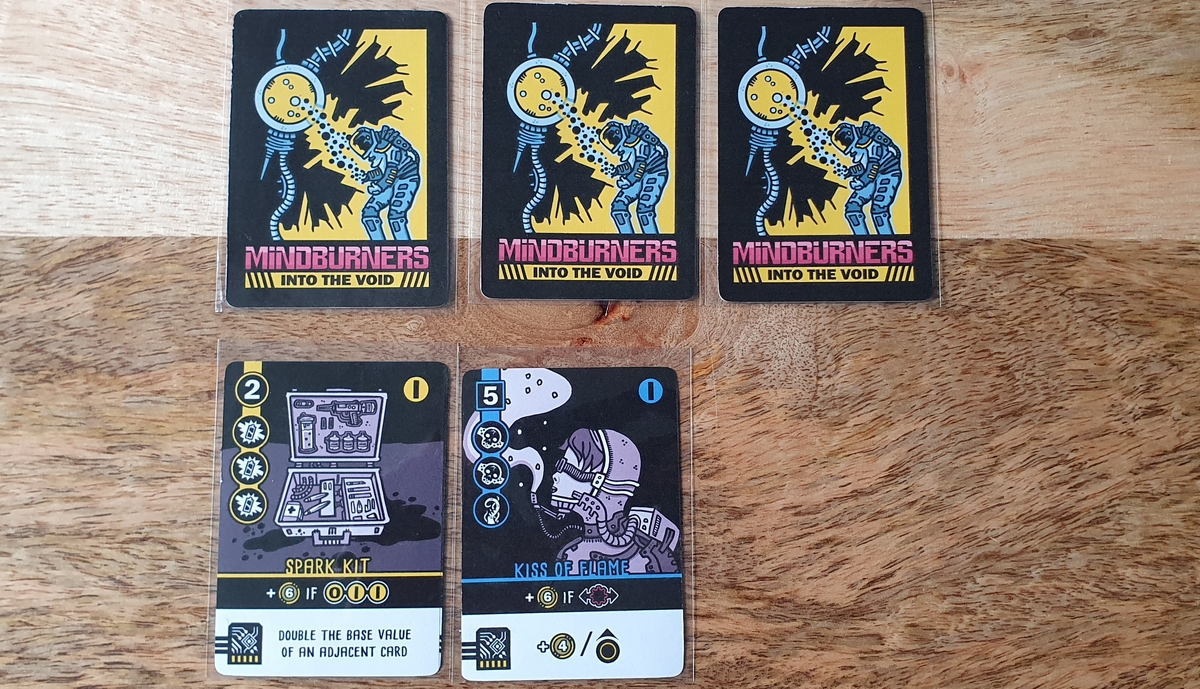 MINDBURNERS
INTO THE VOID
MINDBURNERS
INTO THE VOID
MINDBURNERS
INTO THE VOID
2
I
SPARK KIT
+ 6 IF 0 I I
DOUBLE THE BASE VALUE
OF AN ADJACENT CARD
5
I
KISS OF FLAME
+ 6 IF
+ 4 /